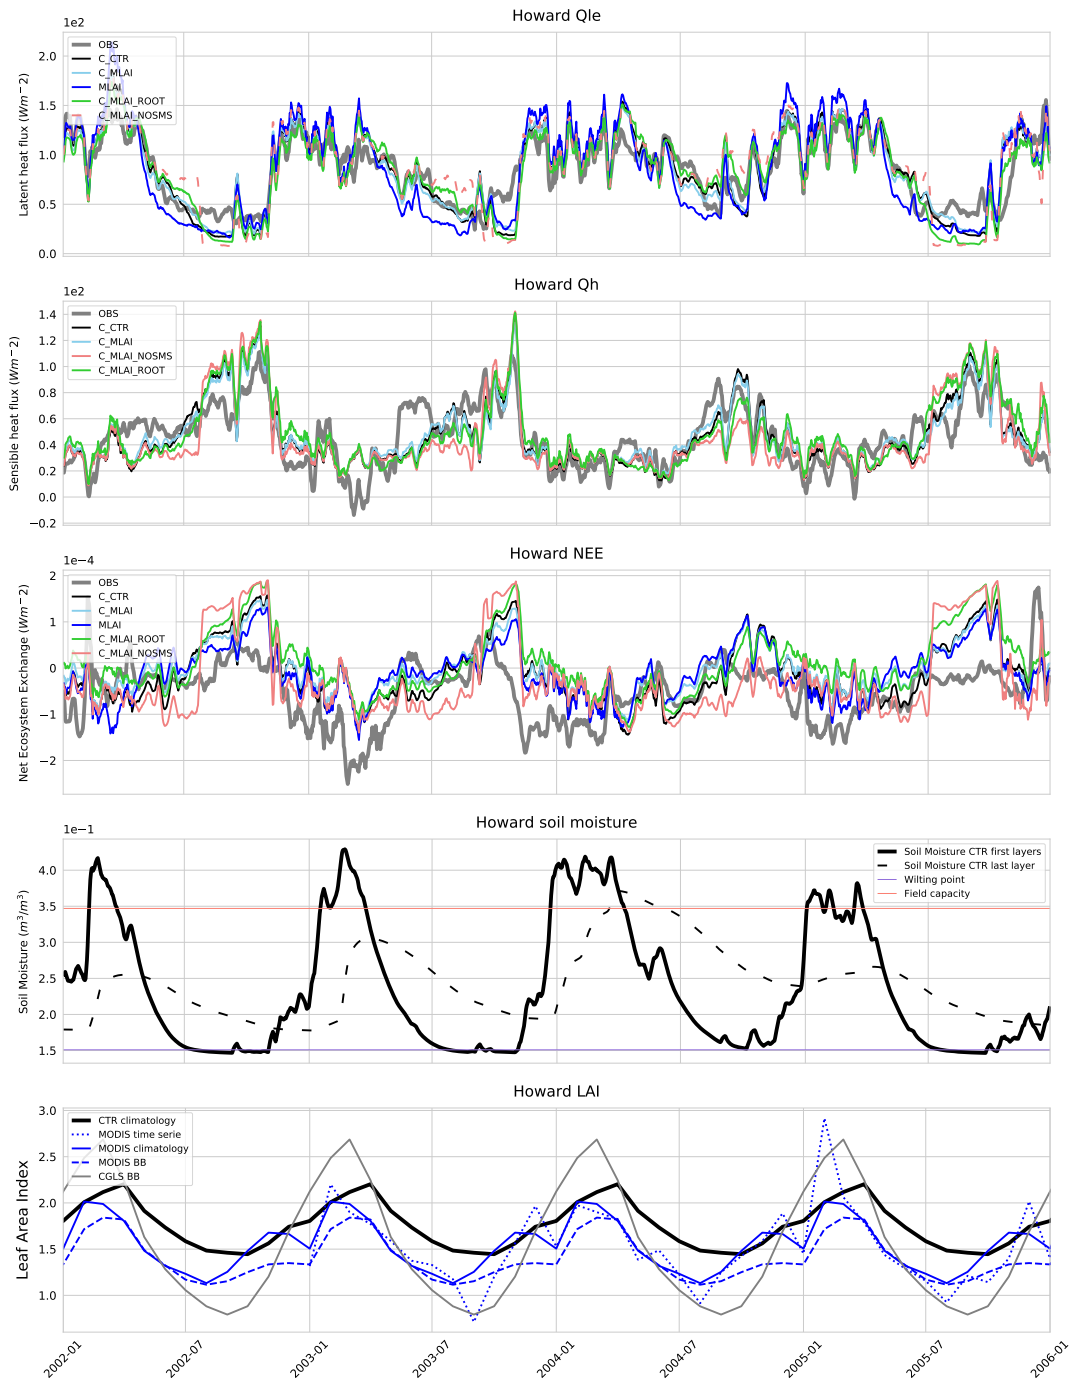 Howard Qle
1e2
Latent heat flux (Wm−2)
2.0
1.5
1.0
0.5
0.0
OBS
C_CTR
C_MLAI
MLAI
C_MLAI_ROOT
C_MLAI_NOSMS
Howard Qh
1e2
Sensible heat flux (Wm−2)
1.4
1.2
1.0
0.8
0.6
0.4
0.2
0.0
−0.2
OBS
C_CTR
C_MLAI
C_MLAI_NOSMS
C_MLAI_ROOT
Howard NEE
1e−4
Net Ecosystem Exchange (Wm−2)
2
1
0
−1
−2
OBS
C_CTR
C_MLAI
MLAI
C_MLAI_ROOT
C_MLAI_NOSMS
Howard soil moisture
1e−1
Soil Moisture (m³/m³)
4.0
3.5
3.0
2.5
2.0
1.5
Soil Moisture CTR first layers
Soil Moisture CTR last layer
Wilting point
Field capacity
Howard LAI
Leaf Area Index
3.0
2.5
2.0
1.5
1.0
CTR climatology
MODIS time serie
MODIS climatology
MODIS BB
CGLS BB
2002-01
2002-07
2003-01
2003-07
2004-01
2004-07
2005-01
2005-07
2006-01